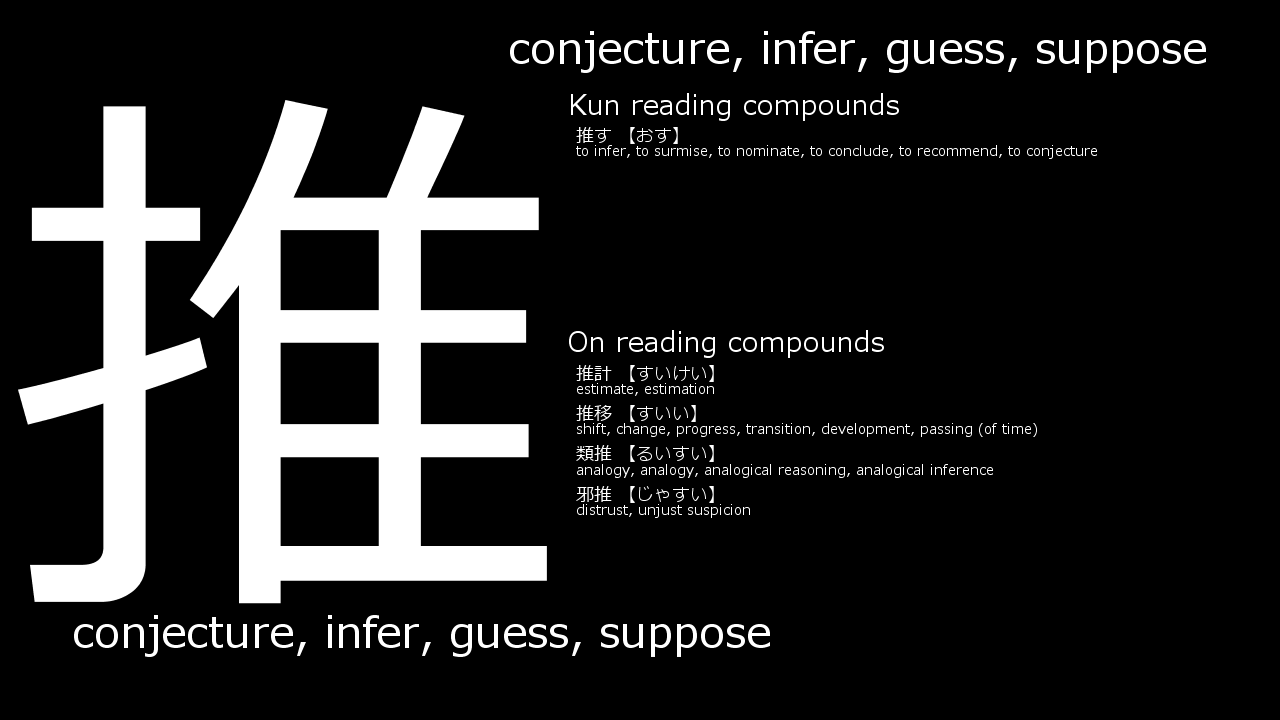 conjecture, infer, guess, suppose
推
Kun reading compounds
推す 【おす】
to infer, to surmise, to nominate, to conclude, to recommend, to conjecture
On reading compounds
推計 【すいけい】
estimate, estimation
推移 【すいい】
shift, change, progress, transition, development, passing (of time)
類推 【るいすい】
analogy, analogy, analogical reasoning, analogical inference
邪推 【じゃすい】
distrust, unjust suspicion
conjecture, infer, guess, suppose